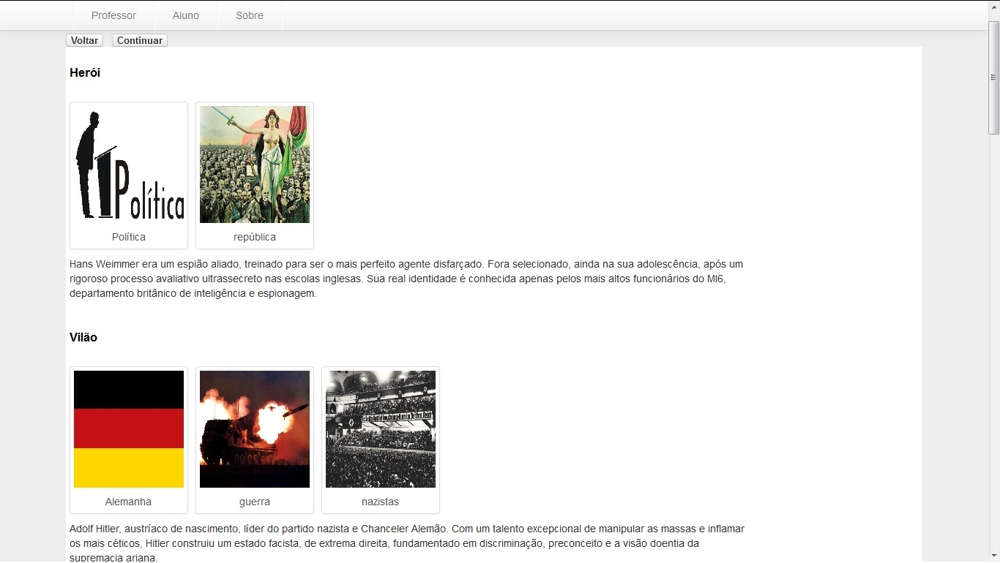 Professor Aluno Sobre
Voltar Continuar
Herói
Política
Política república
Hans Weimmer era um espião aliado, treinado para ser o mais perfeito agente disfarçado. Fora selecionado, ainda na sua adolescência, após um
rigoroso processo avaliativo ultrassecreto nas escolas inglesas. Sua real identidade é conhecida apenas pelos mais altos funcionários do MI6,
departamento britânico de inteligência e espionagem.
Vilão
Alemanha guerra nazistas
Adolf Hitler, austríaco de nascimento, líder do partido nazista e Chanceler Alemão. Com um talento excepcional de manipular as massas e inflamar
os mais céticos, Hitler construiu um estado facista, de extrema direita, fundamentado em discriminação, preconceito e a visão doentia da
supremacia ariana.